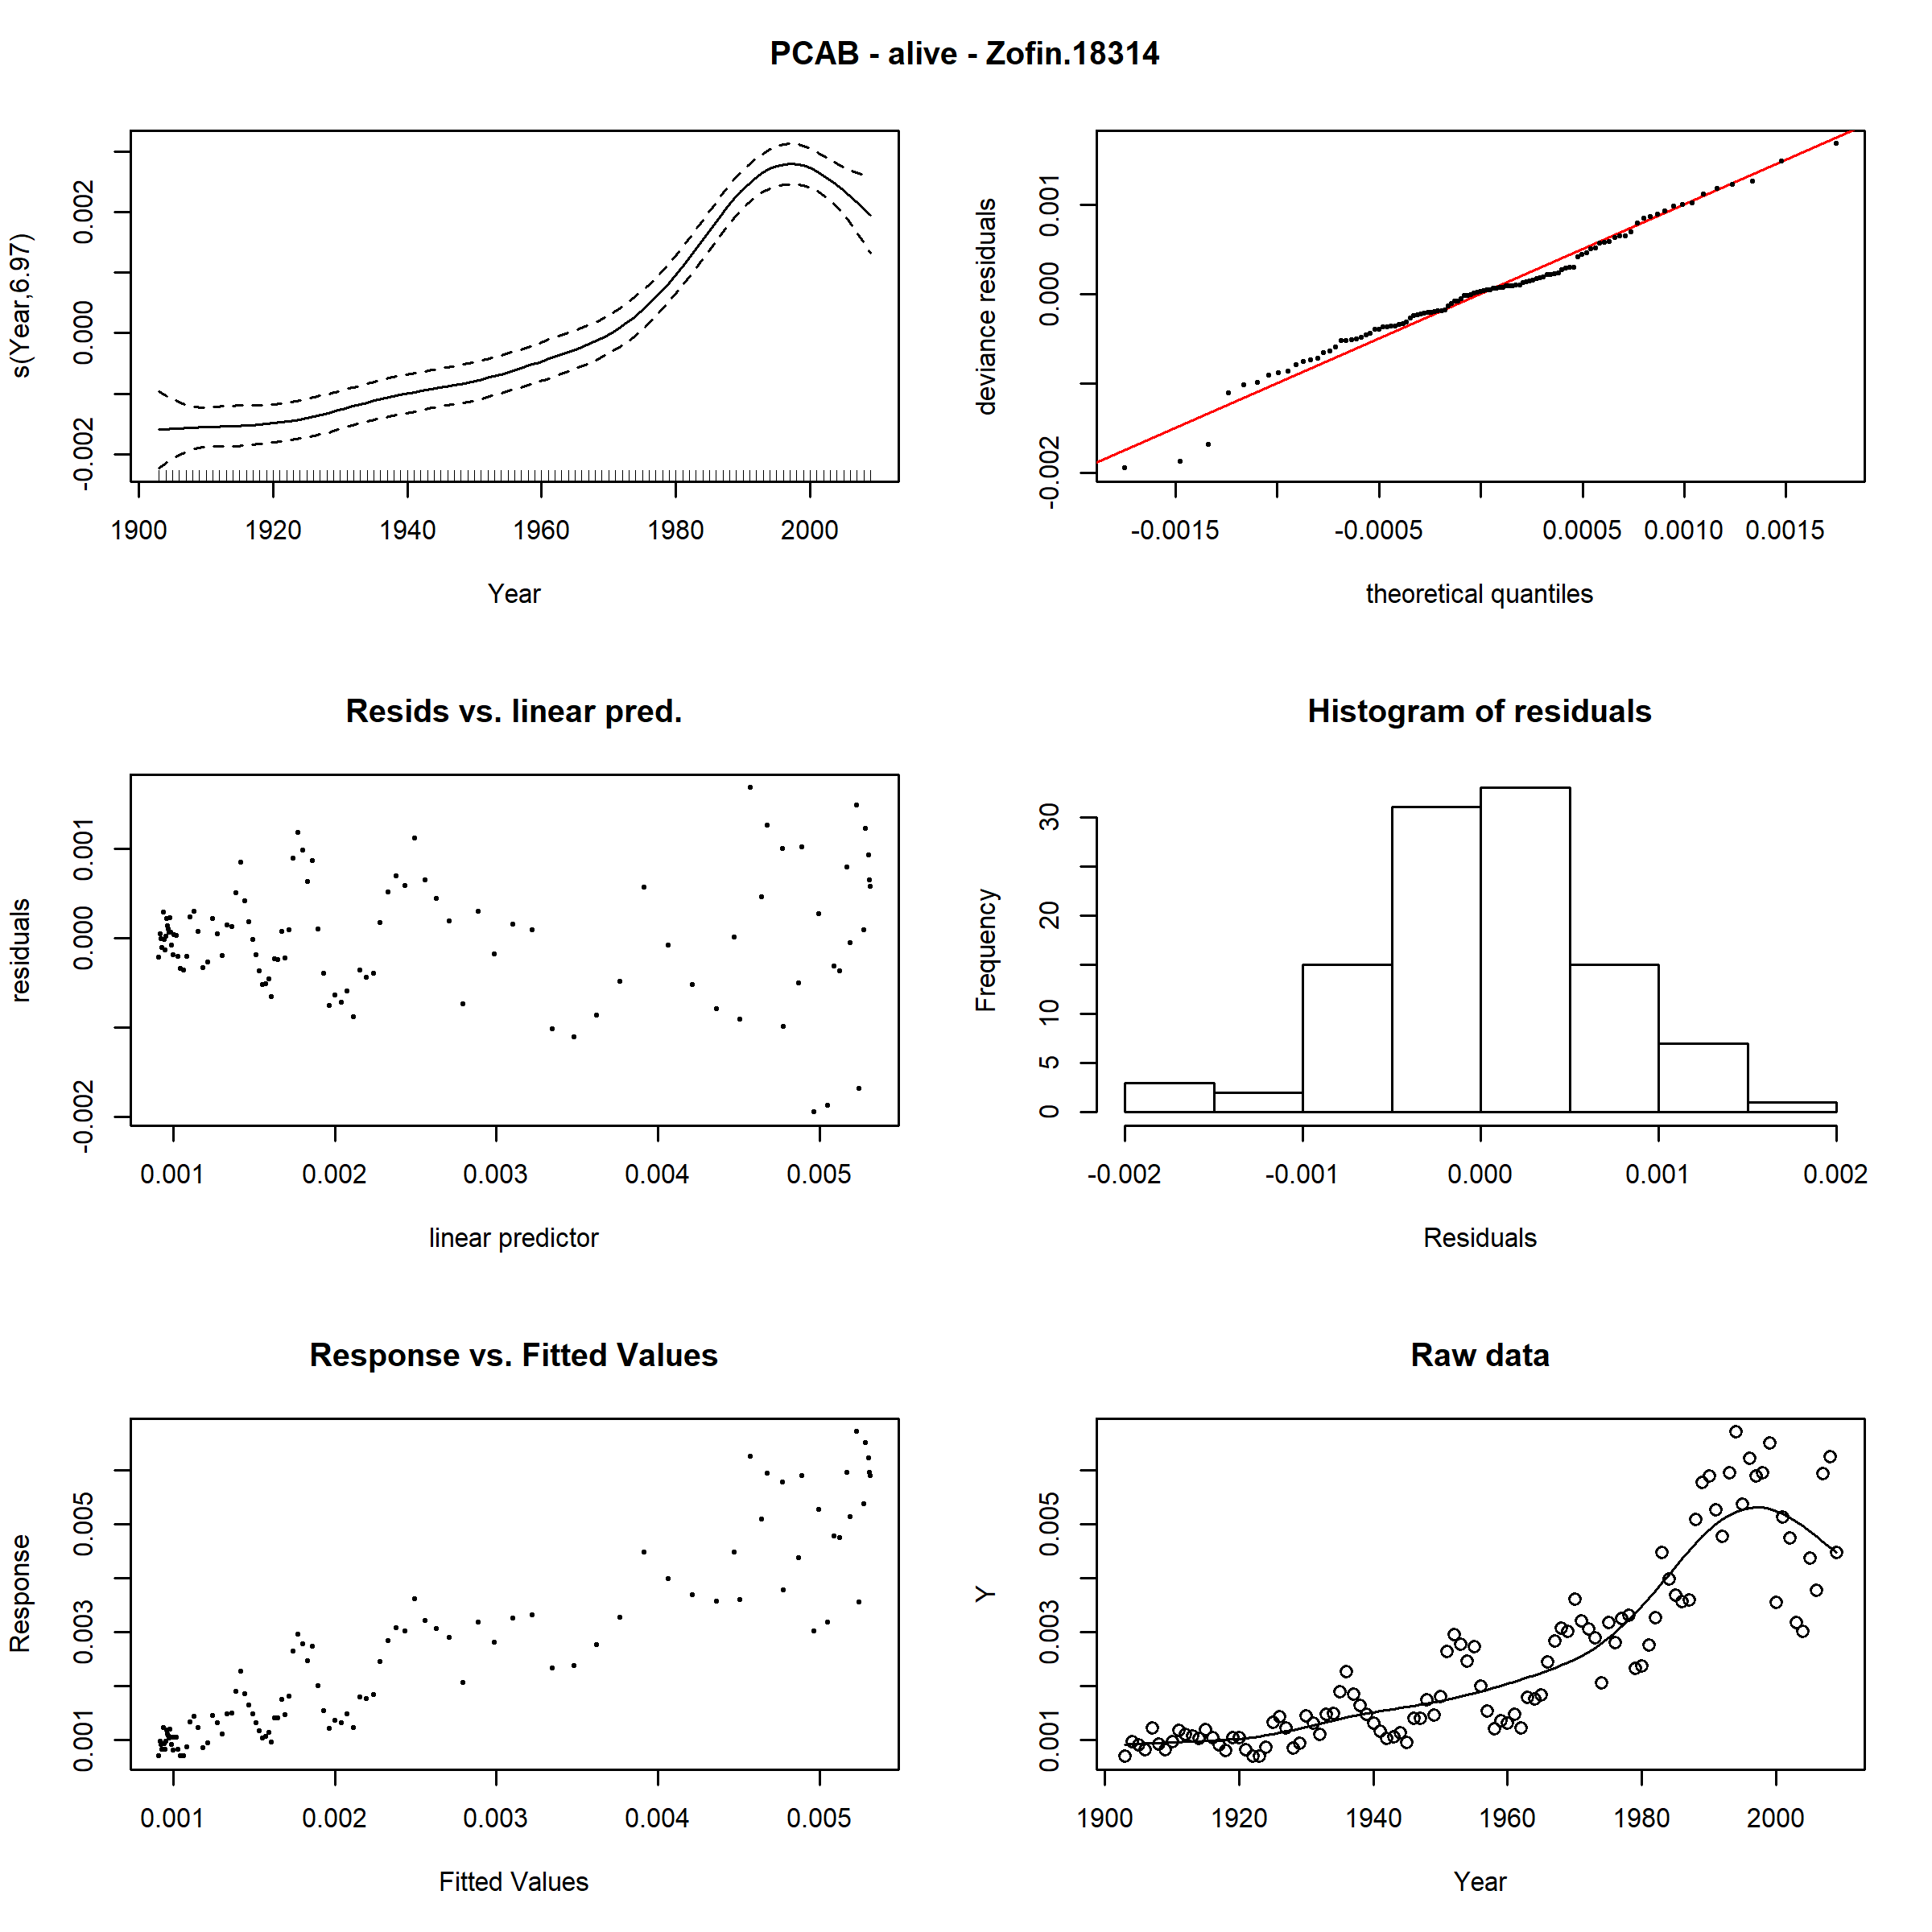 PCAB - alive - Zofin.18314
s(Year,6.97)
-0.002 0.000 0.002
1900 1920 1940 1960 1980 2000
Year
deviance residuals
-0.002 0.000 0.001
-0.0015 -0.0005 0.0005 0.0010 0.0015
theoretical quantiles
Resids vs. linear pred.
residuals
-0.002 0.000 0.001
0.001 0.002 0.003 0.004 0.005
linear predictor
Histogram of residuals
Frequency
0 5 10 20 30
-0.002 -0.001 0.000 0.001 0.002
Residuals
Response vs. Fitted Values
Response
0.001 0.003 0.005
0.001 0.002 0.003 0.004 0.005
Fitted Values
Raw data
Y
0.001 0.003 0.005
1900 1920 1940 1960 1980 2000
Year